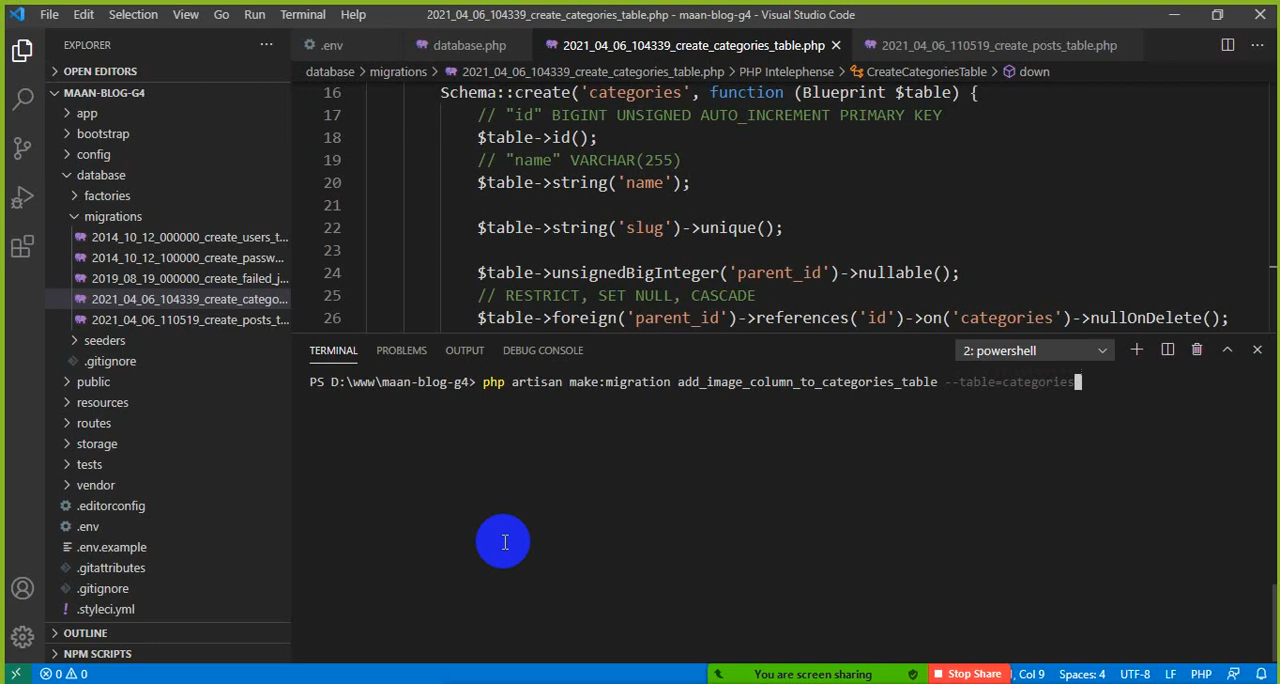 File Edit Selection View Go Run Terminal Help 2021_04_06_104339_create_categories_table.php - maan-blog-g4 - Visual Studio Code
EXPLORER
.env database.php 2021_04_06_104339_create_categories_table.php 2021_04_06_110519_create_posts_table.php
OPEN EDITORS
database > migrations > 2021_04_06_104339_create_categories_table.php > PHP Intelephense > CreateCategoriesTable > down
MAAN-BLOG-G4
app
bootstrap
config
database
factories
migrations
2014_10_12_000000_create_users_t...
2014_10_12_100000_create_passw...
2019_08_19_000000_create_failed_j...
2021_04_06_104339_create_catego...
2021_04_06_110519_create_posts_t...
seeders
.gitignore
public
resources
routes
storage
tests
vendor
.editorconfig
.env
.env.example
.gitattributes
.gitignore
.styleci.yml
OUTLINE
NPM SCRIPTS
16 Schema::create('categories', function (Blueprint $table) {
17 // "id" BIGINT UNSIGNED AUTO_INCREMENT PRIMARY KEY
18 $table->id();
19 // "name" VARCHAR(255)
20 $table->string('name');
21
22 $table->string('slug')->unique();
23
24 $table->unsignedBigInteger('parent_id')->nullable();
25 // RESTRICT, SET NULL, CASCADE
26 $table->foreign('parent_id')->references('id')->on('categories')->nullOnDelete();
TERMINAL PROBLEMS OUTPUT DEBUG CONSOLE 2: powershell
PS D:\www\maan-blog-g4> php artisan make:migration add_image_column_to_categories_table --table=categories
0 0 You are screen sharing Stop Share Col 9 Spaces: 4 UTF-8 LF PHP